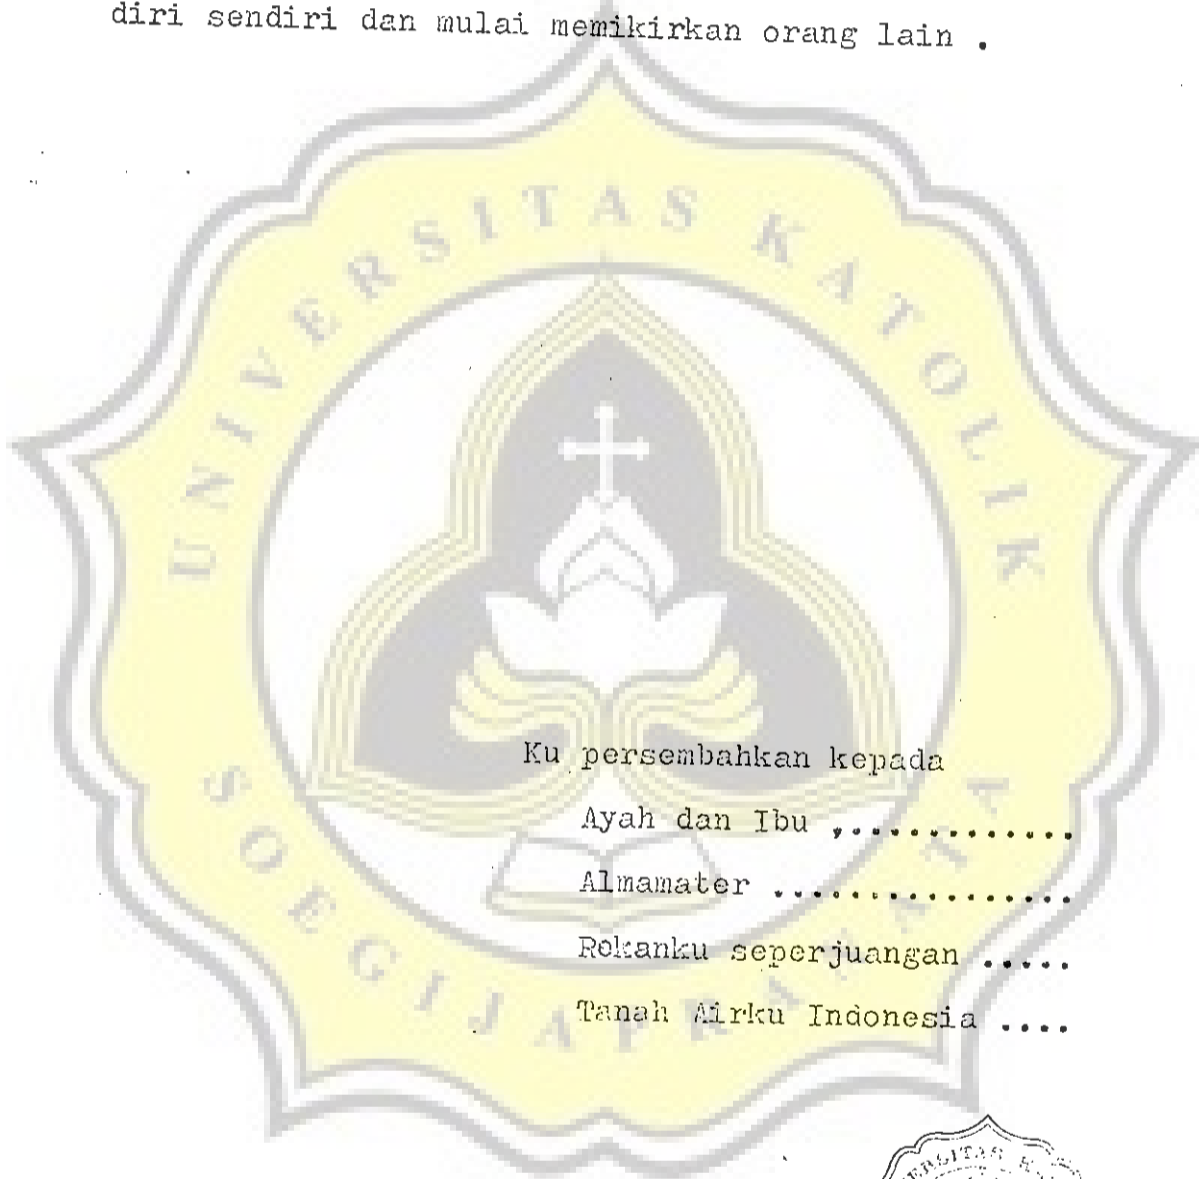 diri sendiri dan mulai memikirkan orang lain .
UNIVERSITAS KATOLIK
SOEGIJAPRANATA
Ku persembahkan kepada
Ayah dan Ibu ,............
Almamater ................
Rekanku seperjuangan .....
Tanah Airku Indonesia ....